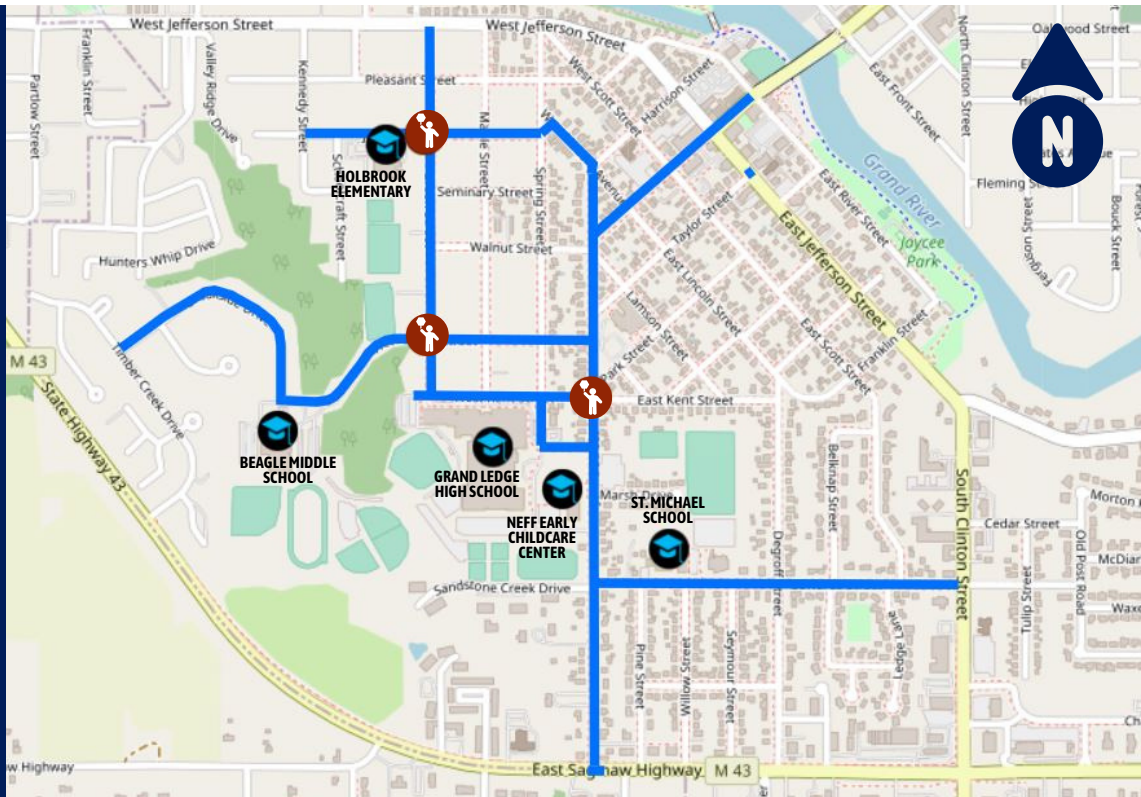 West Jefferson Street
West Jefferson Street
Franklin Street
Partlow Street
Valley Ridge Drive
Kennedy Street
Pleasant Street
West Scott Street
Harrison Street
North Clinton Street
East Front Street
N
HOLBROOK
ELEMENTARY
Seminary Street
Spring Street
Walnut Street
Avenue
Taylor Street
East River Street
Grand River
Jaycee
Park
Fleming
Ferguson Street
Bouck Street
Hunters Whip Drive
East Jefferson Street
East Lincoln Street
Lamson Street
Park Street
East Scott Street
Franklin Street
M 43
Timber Creek Drive
State Highway 43
East Kent Street
BEAGLE MIDDLE
SCHOOL
GRAND LEDGE
HIGH SCHOOL
NEFF EARLY
CHILDCARE
CENTER
Marsh Drive
ST. MICHAEL
SCHOOL
Belknap Street
Degroff Street
South Clinton Street
Morton
Cedar Street
Old Post Road
McDiar
Tulip Street
Waxe
Sandstone Creek Drive
Pine Street
Willow Street
Seymour Street
Ledge Lane
Ch
East Saginaw Highway
M 43
w Highway